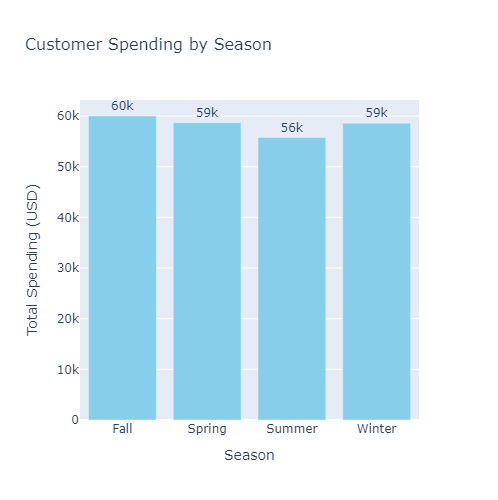 Customer Spending by Season
60k
59k
56k
59k
60k
50k
40k
30k
20k
10k
0
Total Spending (USD)
Fall
Spring
Summer
Winter
Season